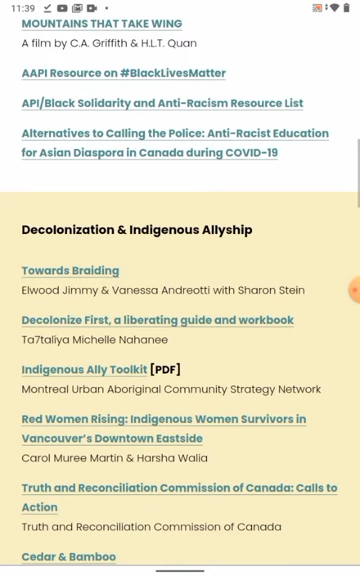 11:39
MOUNTAINS THAT TAKE WING
A film by C.A. Griffith & H.L.T. Quan
AAPI Resource on #BlackLivesMatter
API/Black Solidarity and Anti-Racism Resource List
Alternatives to Calling the Police: Anti-Racist Education
for Asian Diaspora in Canada during COVID-19
Decolonization & Indigenous Allyship
Towards Braiding
Elwood Jimmy & Vanessa Andreotti with Sharon Stein
Decolonize First, a liberating guide and workbook
Ta7taliya Michelle Nahanee
Indigenous Ally Toolkit [PDF]
Montreal Urban Aboriginal Community Strategy Network
Red Women Rising: Indigenous Women Survivors in
Vancouver's Downtown Eastside
Carol Muree Martin & Harsha Walia
Truth and Reconciliation Commission of Canada: Calls to
Action
Truth and Reconciliation Commission of Canada
Cedar & Bamboo